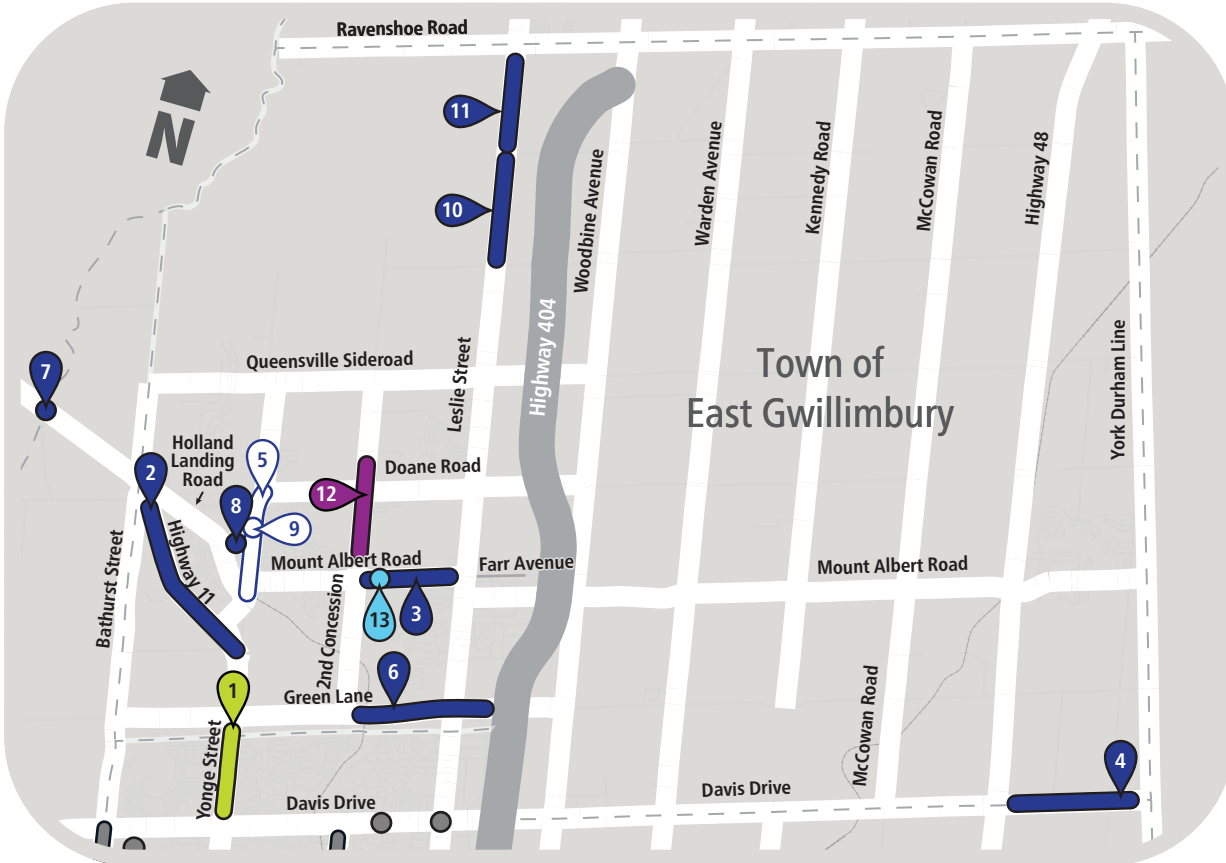 Ravenshoe Road
N
11
10
Woodbine Avenue
Warden Avenue
Kennedy Road
McCowan Road
Highway 48
Highway 404
Leslie Street
York Durham Line
Queensville Sideroad
Town of
East Gwillimbury
7
Holland
Landing
Road
2
5
8
9
12
Doane Road
Highway 11
Bathurst Street
Mount Albert Road
Farr Avenue
Mount Albert Road
2nd Concession
13
3
6
1
Green Lane
Yonge Street
McCowan Road
4
Davis Drive
Davis Drive